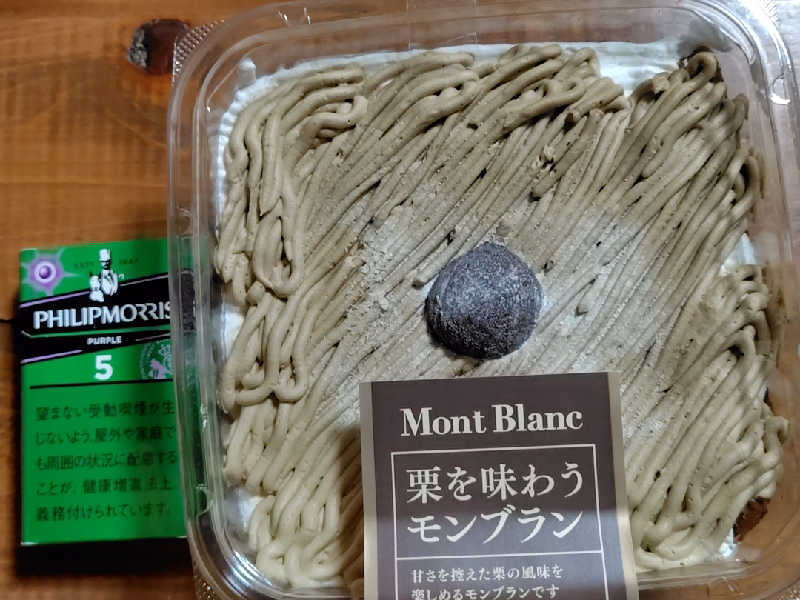 PHILIPMORRIS
PURPLE
5
望まない受動喫煙が生
じないよう、屋外や家庭で
も周囲の状況に配慮する
ことが、健康増進法上、
義務付けられています。
Mont Blanc
栗を味わう
モンブラン
甘さを控えた栗の風味を
楽しめるモンブランです